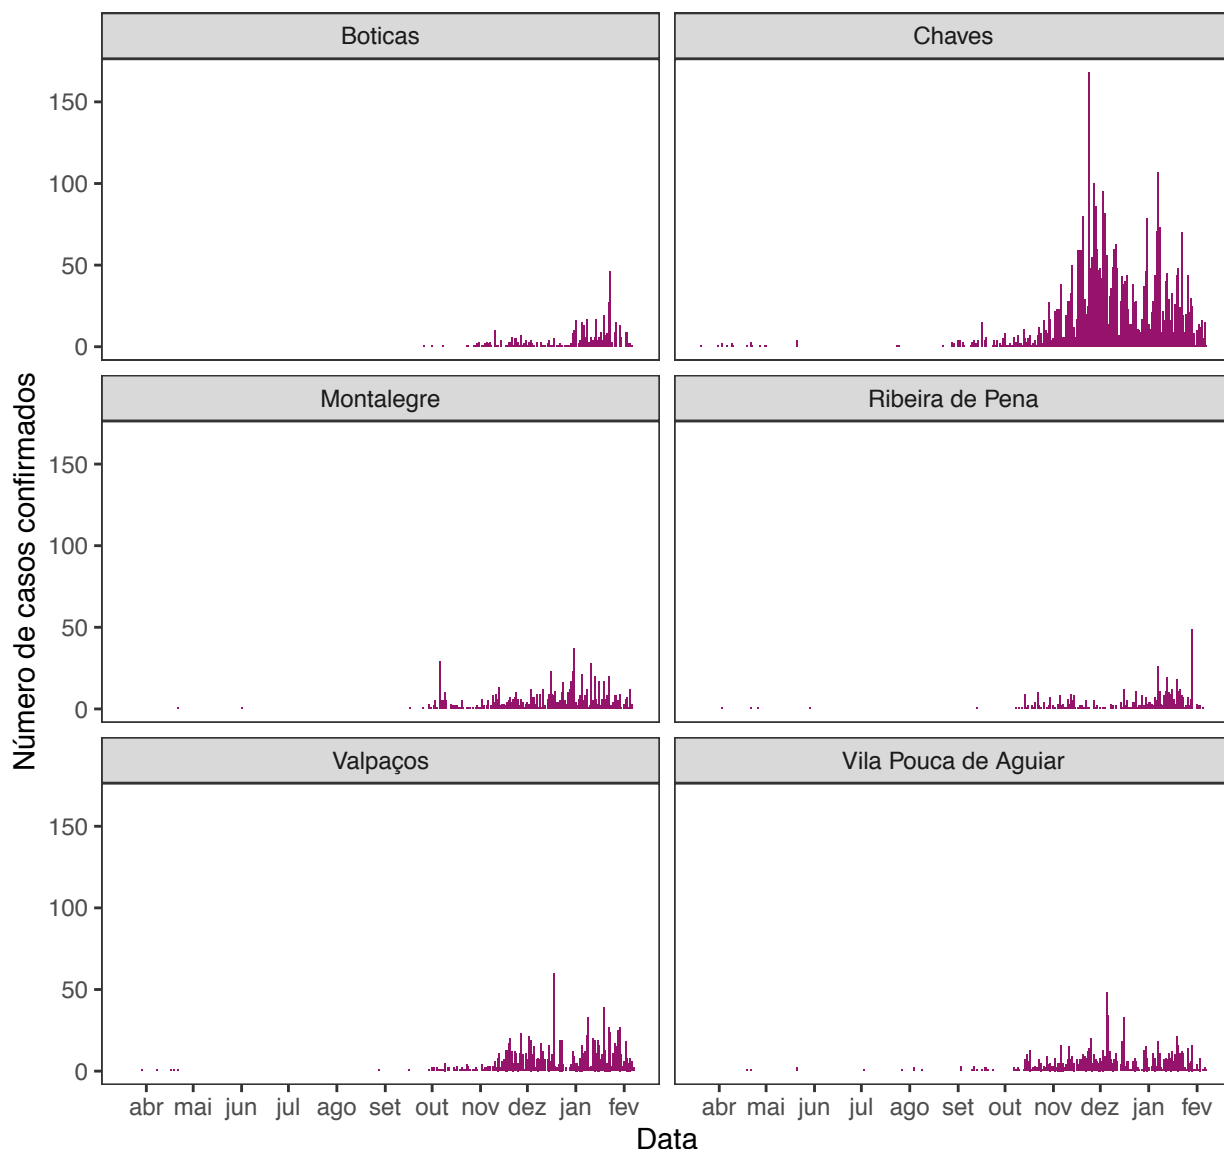 Boticas
Chaves
150
100
50
0
Montalegre
Ribeira de Pena
150
100
50
0
Valpaços
Vila Pouca de Aguiar
150
100
50
0
abr mai jun jul ago set out nov dez jan fev
abr mai jun jul ago set out nov dez jan fev
Data
Número de casos confirmados